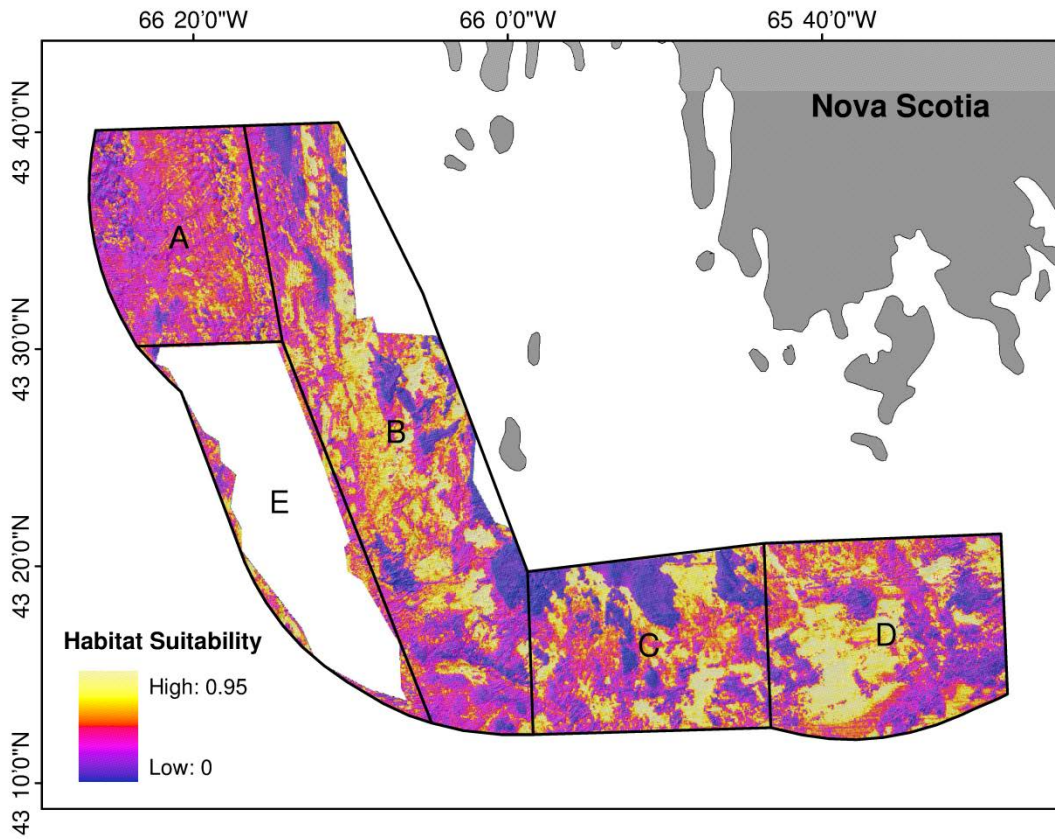 66 20'0"W
66 0'0"W
65 40'0"W
43 40'0"N
Nova Scotia
A
43 30'0"N
B
E
43 20'0"N
C
D
Habitat Suitability
High: 0.95
Low: 0
43 10'0"N